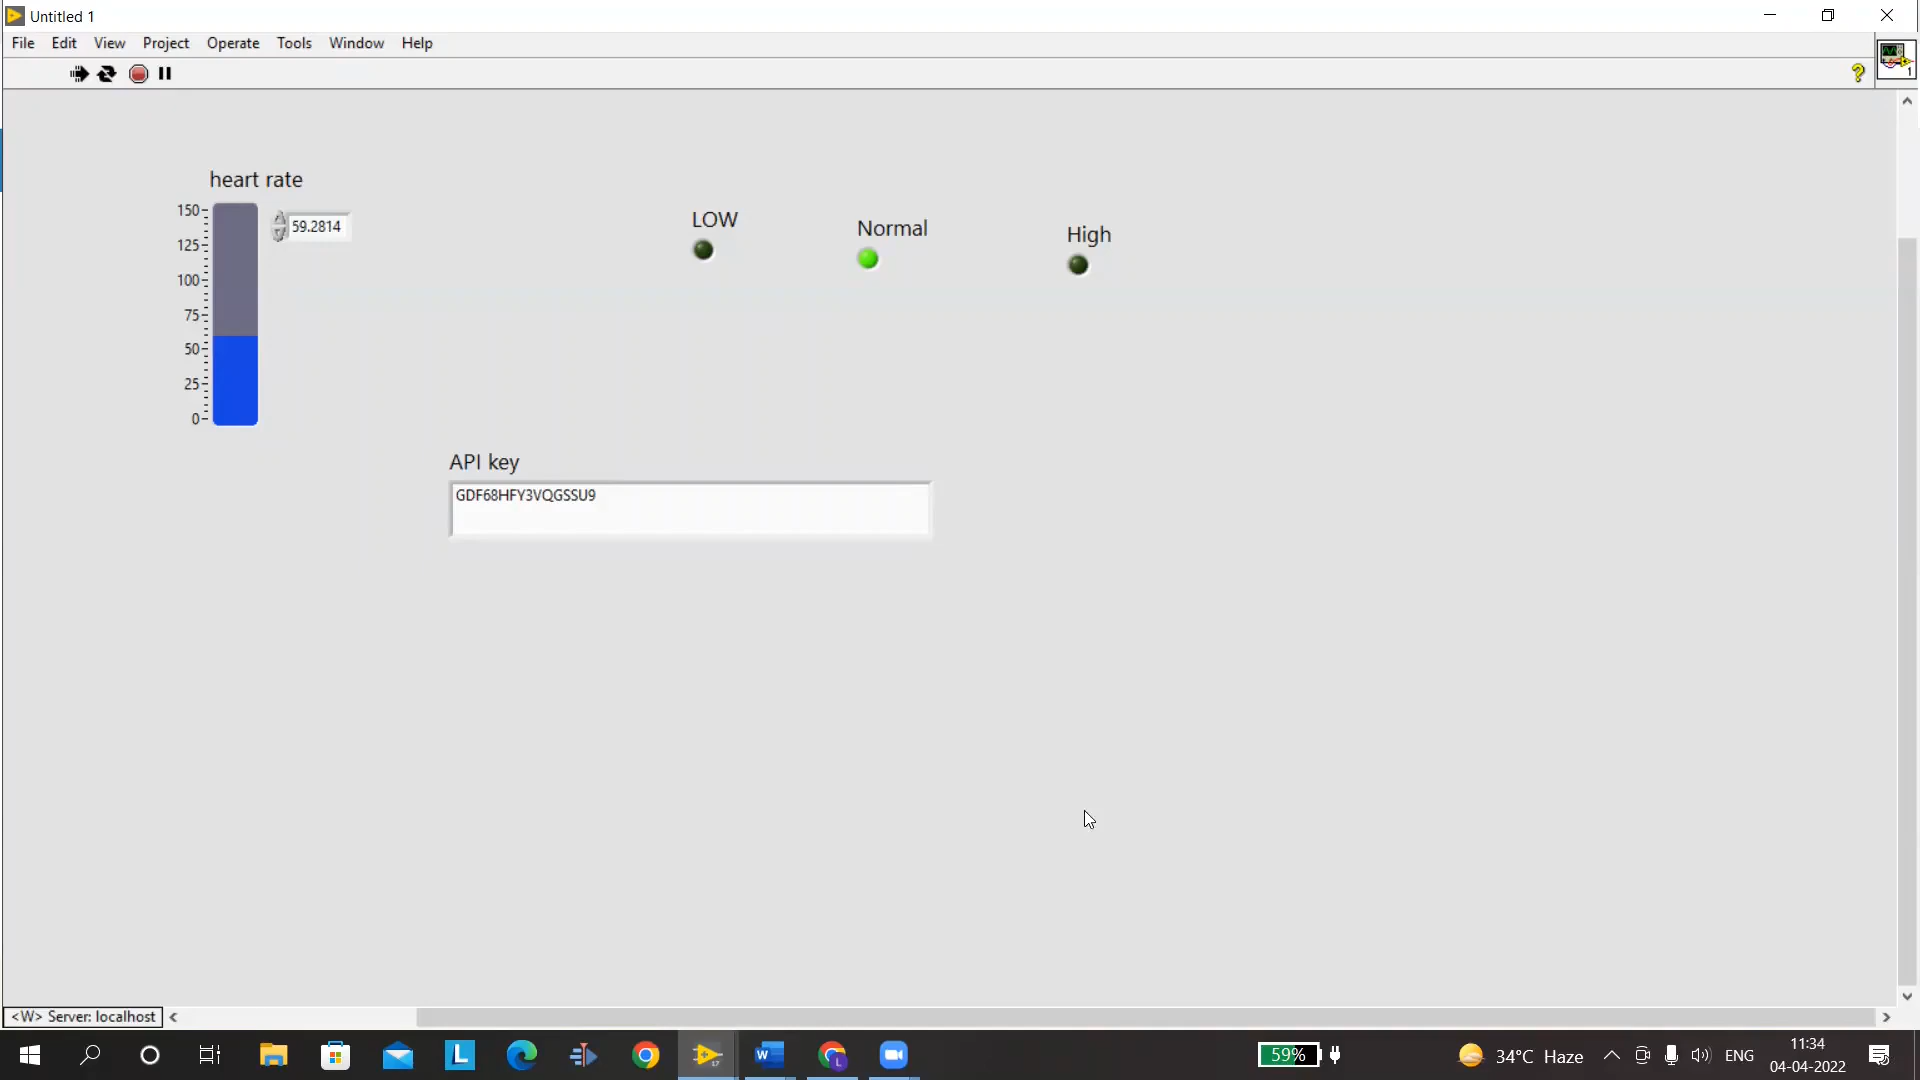 Untitled 1
File Edit View Project Operate Tools Window Help
1
heart rate
150
125
100
75
50
25
0
59.2814
LOW
Normal
High
API key
GDF68HFY3VQGSSU9
<W> Server: localhost
59%
34°C Haze
ENG
11:34
04-04-2022